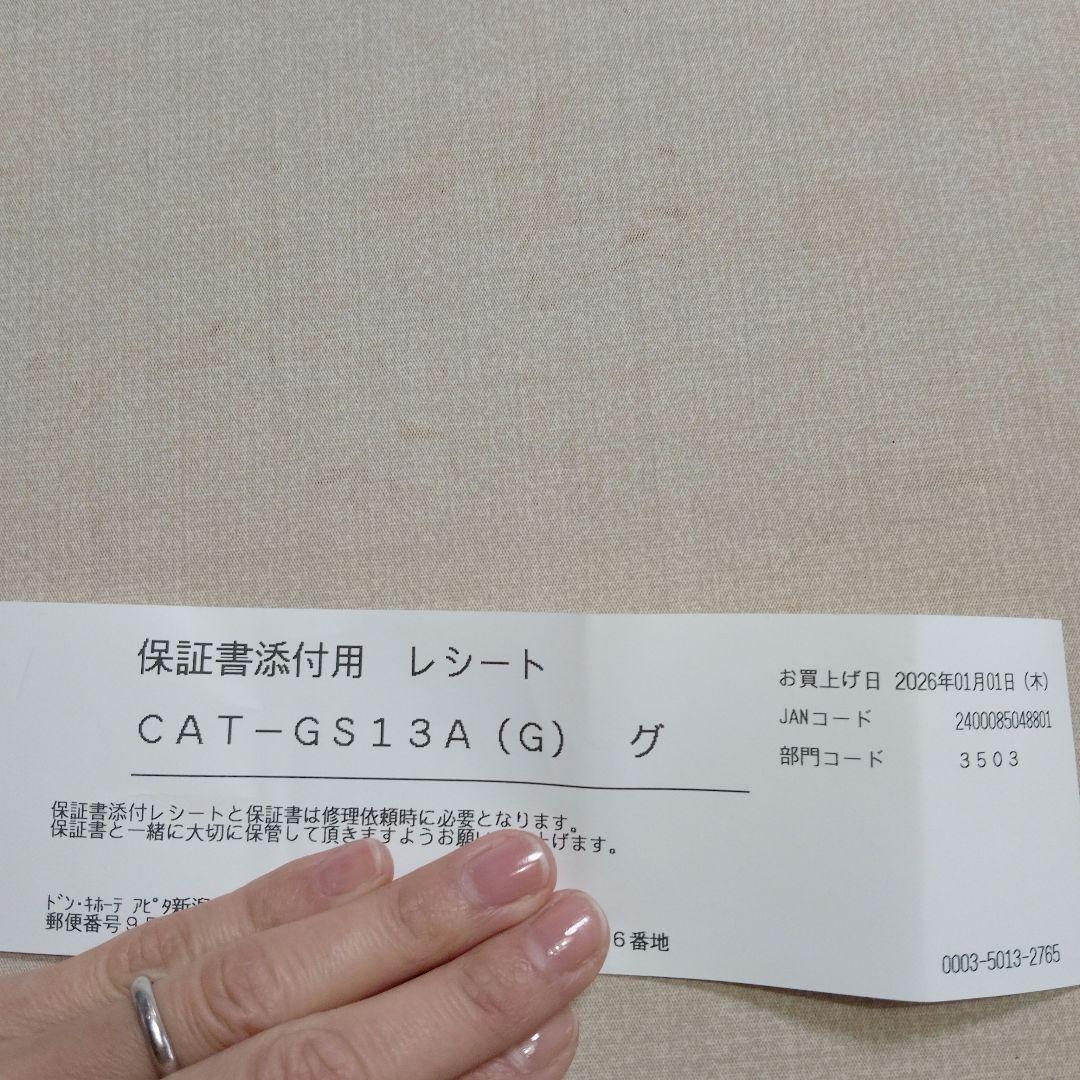 保証書添付用 レシート
CAT-GS13A(G) グ
お買上げ日 2026年01月01日(木)
JANコード 2400085048801
部門コード 3503
保証書添付レシートと保証書は修理依頼時に必要となります。
保証書と一緒に大切に保管して頂きますようお願い げます。
ドン・キホーテ アピタ新潟
郵便番号9 6番地
0003-5013-2765